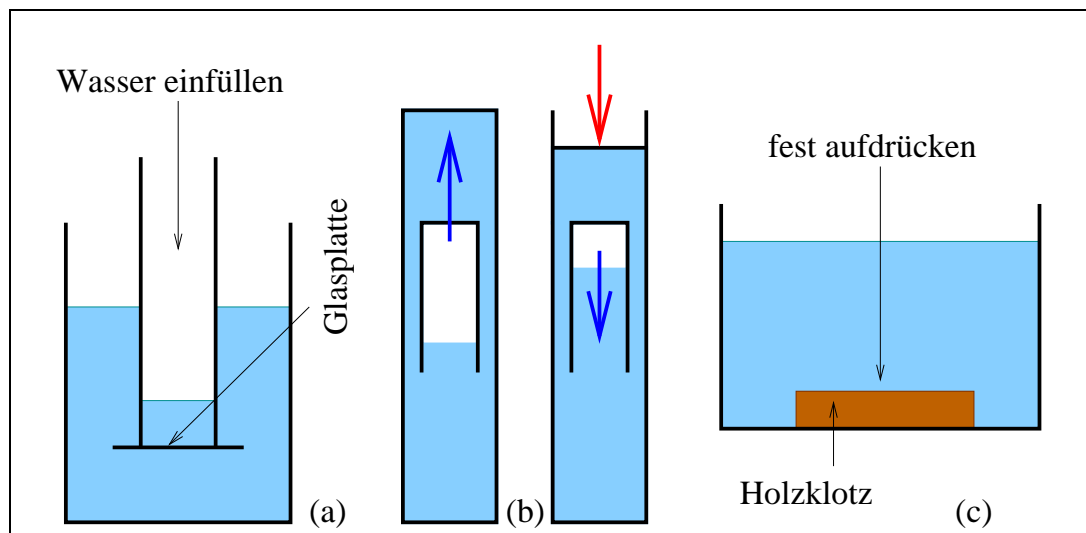 Wasser einfüllen
Glasplatte
fest aufdrücken
Holzklotz
(a)
(b)
(c)